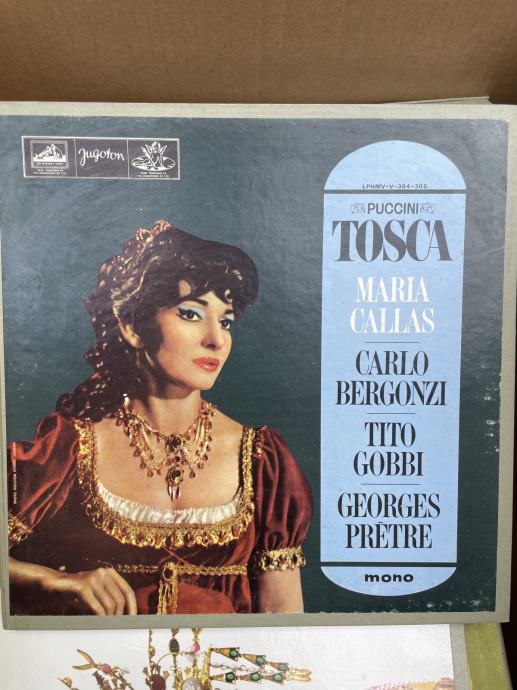 Jugoton
LPHMV-V-304-305
PUCCINI
TOSCA
MARIA
CALLAS
CARLO
BERGONZI
TITO
GOBBI
GEORGES
PRÊTRE
mono